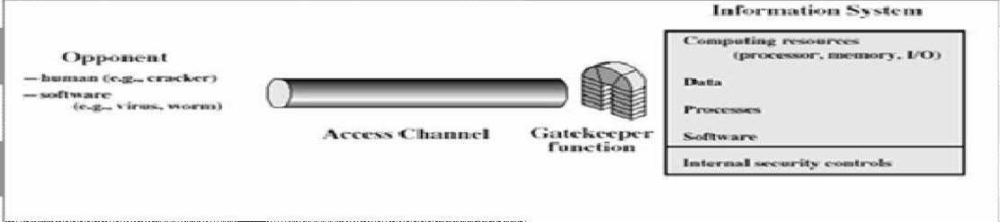 Information System
Opponent
—human (e.g., cracker)
—software
(e.g., virus, worm)
Access Channel
Gatekeeper
function
Computing resources
(processor, memory, I/O)
Data
Processes
Software
Internal security controls